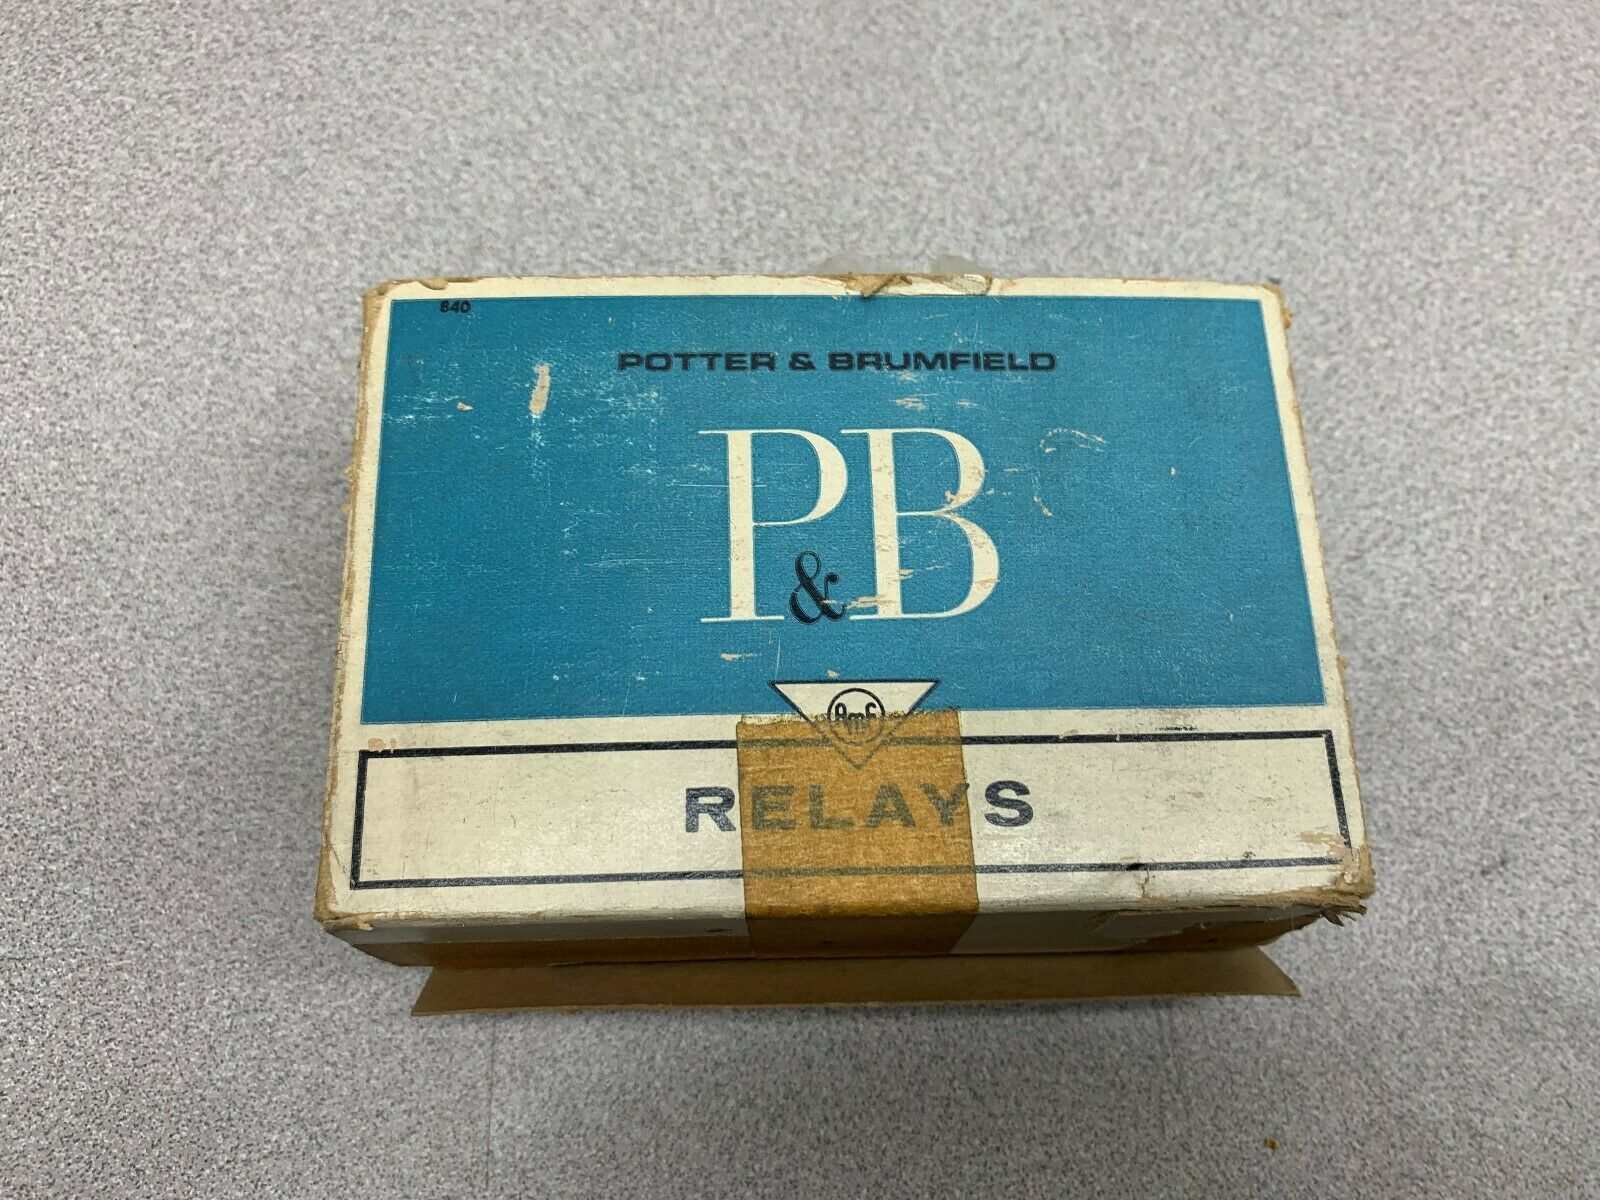 640
POTTER & BRUMFIELD
P&B
AMF
RELAYS